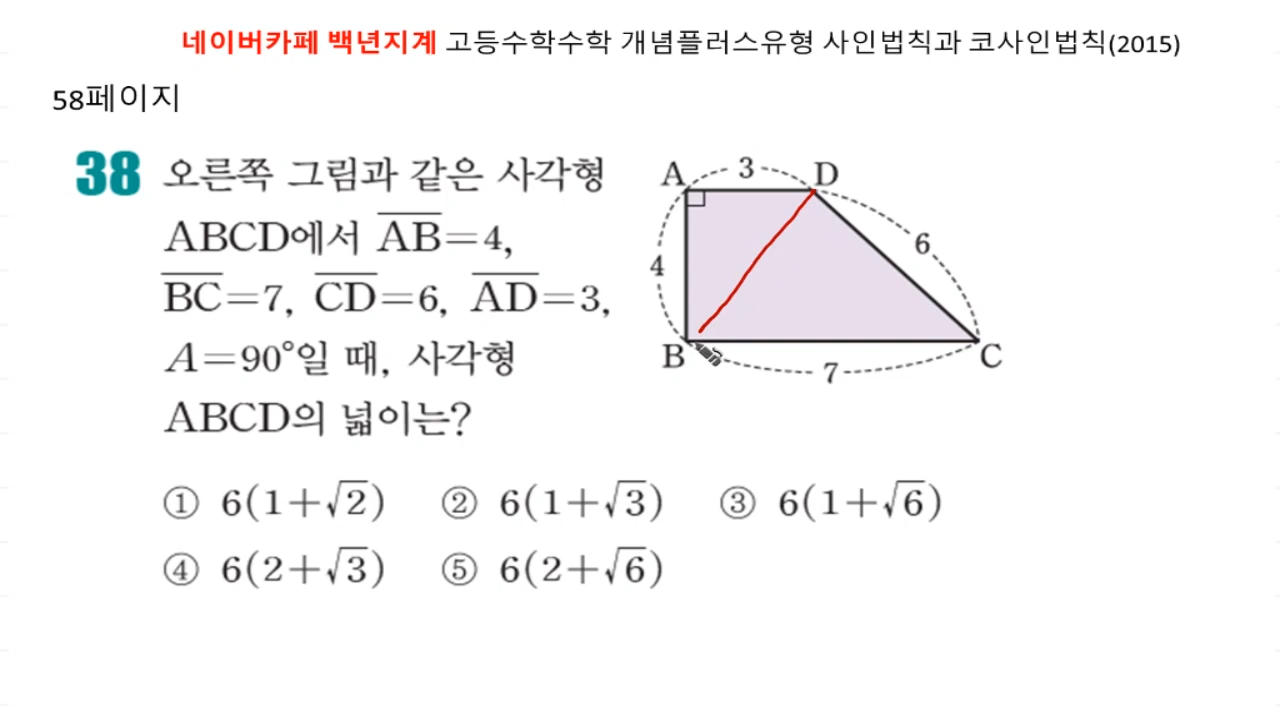 네이버카페 백년지계 고등수학수학 개념플러스유형 사인법칙과 코사인법칙(2015)
58페이지
38 오른쪽 그림과 같은 사각형
ABCD에서 \overline{AB}=4,
\overline{BC}=7, \overline{CD}=6, \overline{AD}=3,
A=90°일 때, 사각형
ABCD의 넓이는?
A 3 D
6
4
B 7 C
① 6(1+√2) ② 6(1+√3) ③ 6(1+√6)
④ 6(2+√3) ⑤ 6(2+√6)